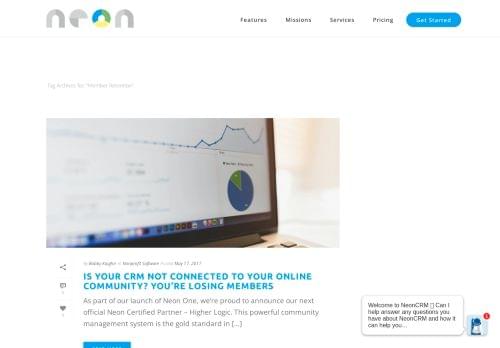 neon
Features Missions Services Pricing Get Started
Tag Archives for: "Member Retention"
By Bobby Kaighn in Nonprofit Software Posted May 17, 2017
IS YOUR CRM NOT CONNECTED TO YOUR ONLINE
COMMUNITY? YOU'RE LOSING MEMBERS
As part of our launch of Neon One, we're proud to announce our next
official Neon Certified Partner – Higher Logic. This powerful community
management system is the gold standard in [...]
Welcome to NeonCRM Can I
help answer any questions you
have about NeonCRM and how it
can help you...
1